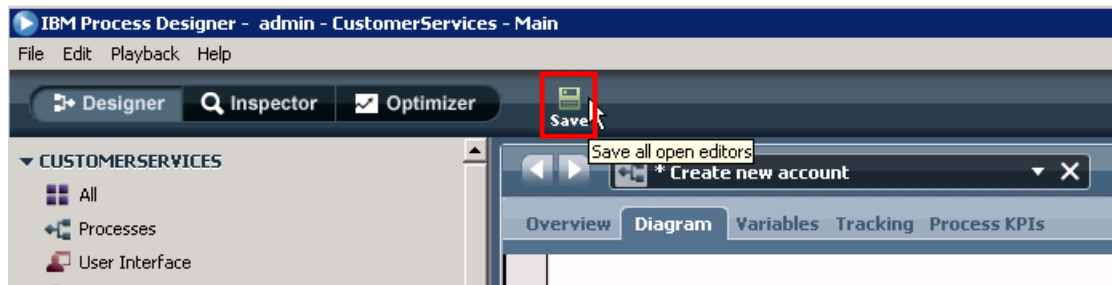 IBM Process Designer - admin - CustomerServices - Main
File Edit Playback Help
Designer Inspector Optimizer
Save
Save all open editors
CUSTOMERSERVICES
* Create new account
All
Overview Diagram Variables Tracking Process KPIs
Processes
User Interface